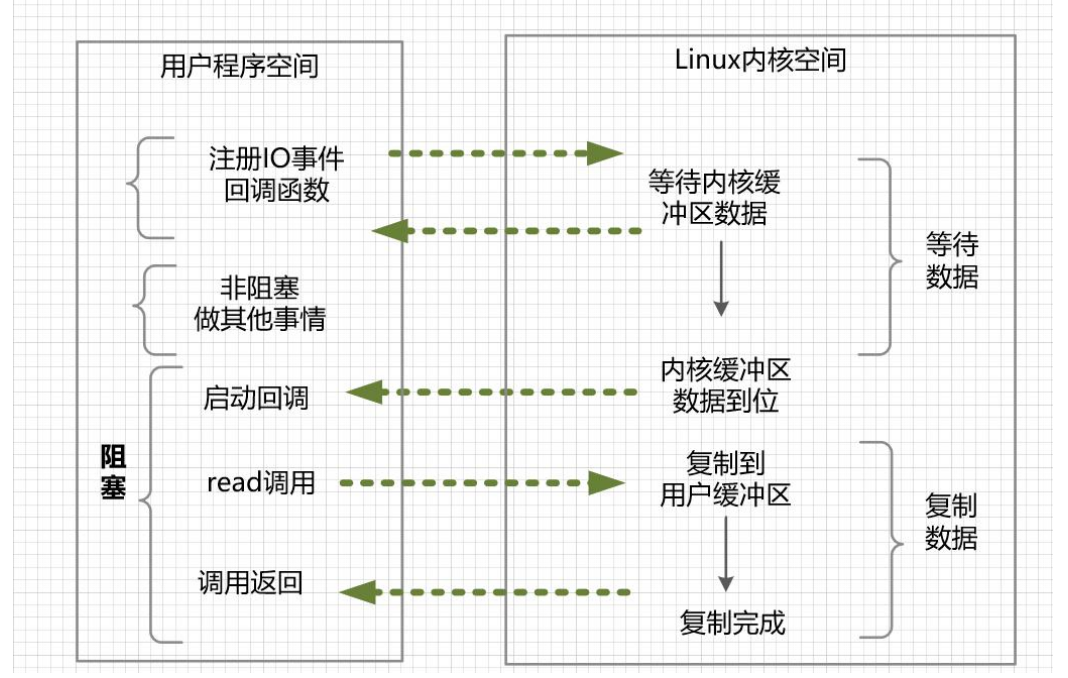 用户程序空间
Linux内核空间
注册IO事件
回调函数
等待内核缓
冲区数据
等待
数据
非阻塞
做其他事情
启动回调
内核缓冲区
数据到位
阻
塞
read调用
复制到
用户缓冲区
复制
数据
调用返回
复制完成